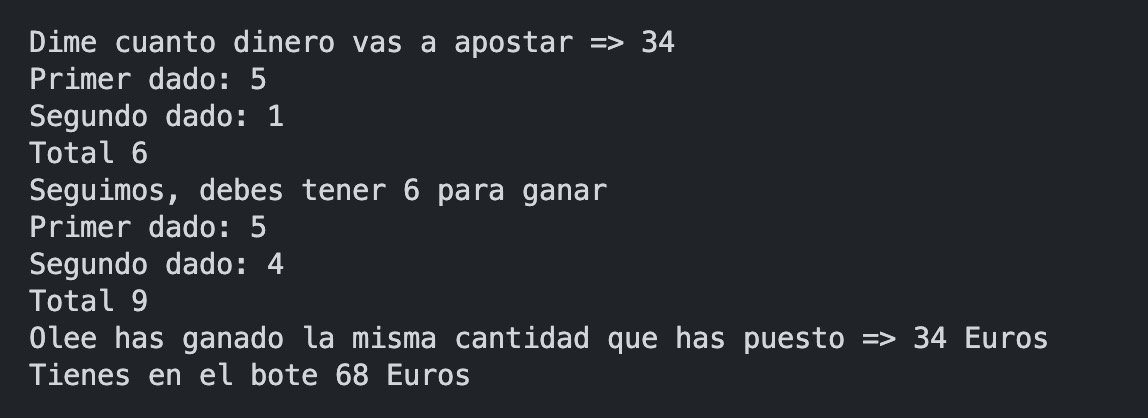 Dime cuanto dinero vas a apostar => 34
Primer dado: 5
Segundo dado: 1
Total 6
Seguimos, debes tener 6 para ganar
Primer dado: 5
Segundo dado: 4
Total 9
Olee has ganado la misma cantidad que has puesto => 34 Euros
Tienes en el bote 68 Euros